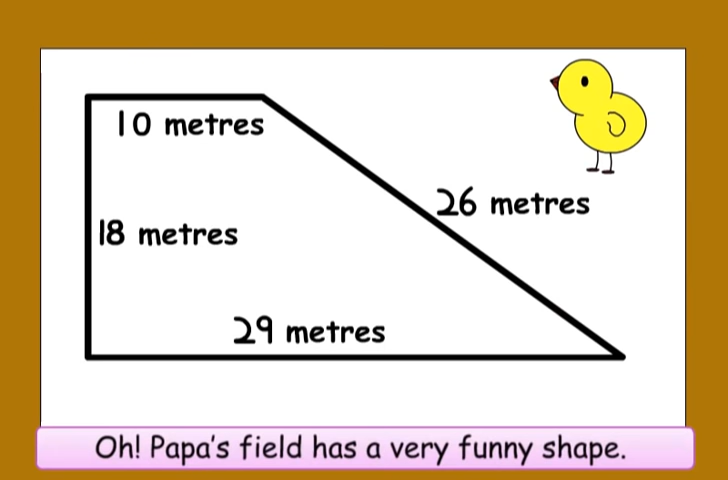 10 metres
26 metres
18 metres
29 metres
Oh! Papa's field has a very funny shape.